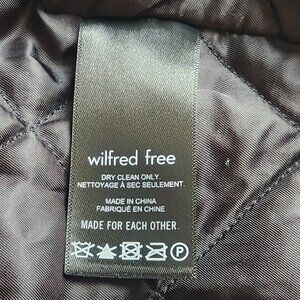 wilfred free
DRY CLEAN ONLY.
NETTOYAGE À SEC SEULEMENT.
MADE IN CHINA
FABRIQUÉ EN CHINE
MADE FOR EACH OTHER.
P